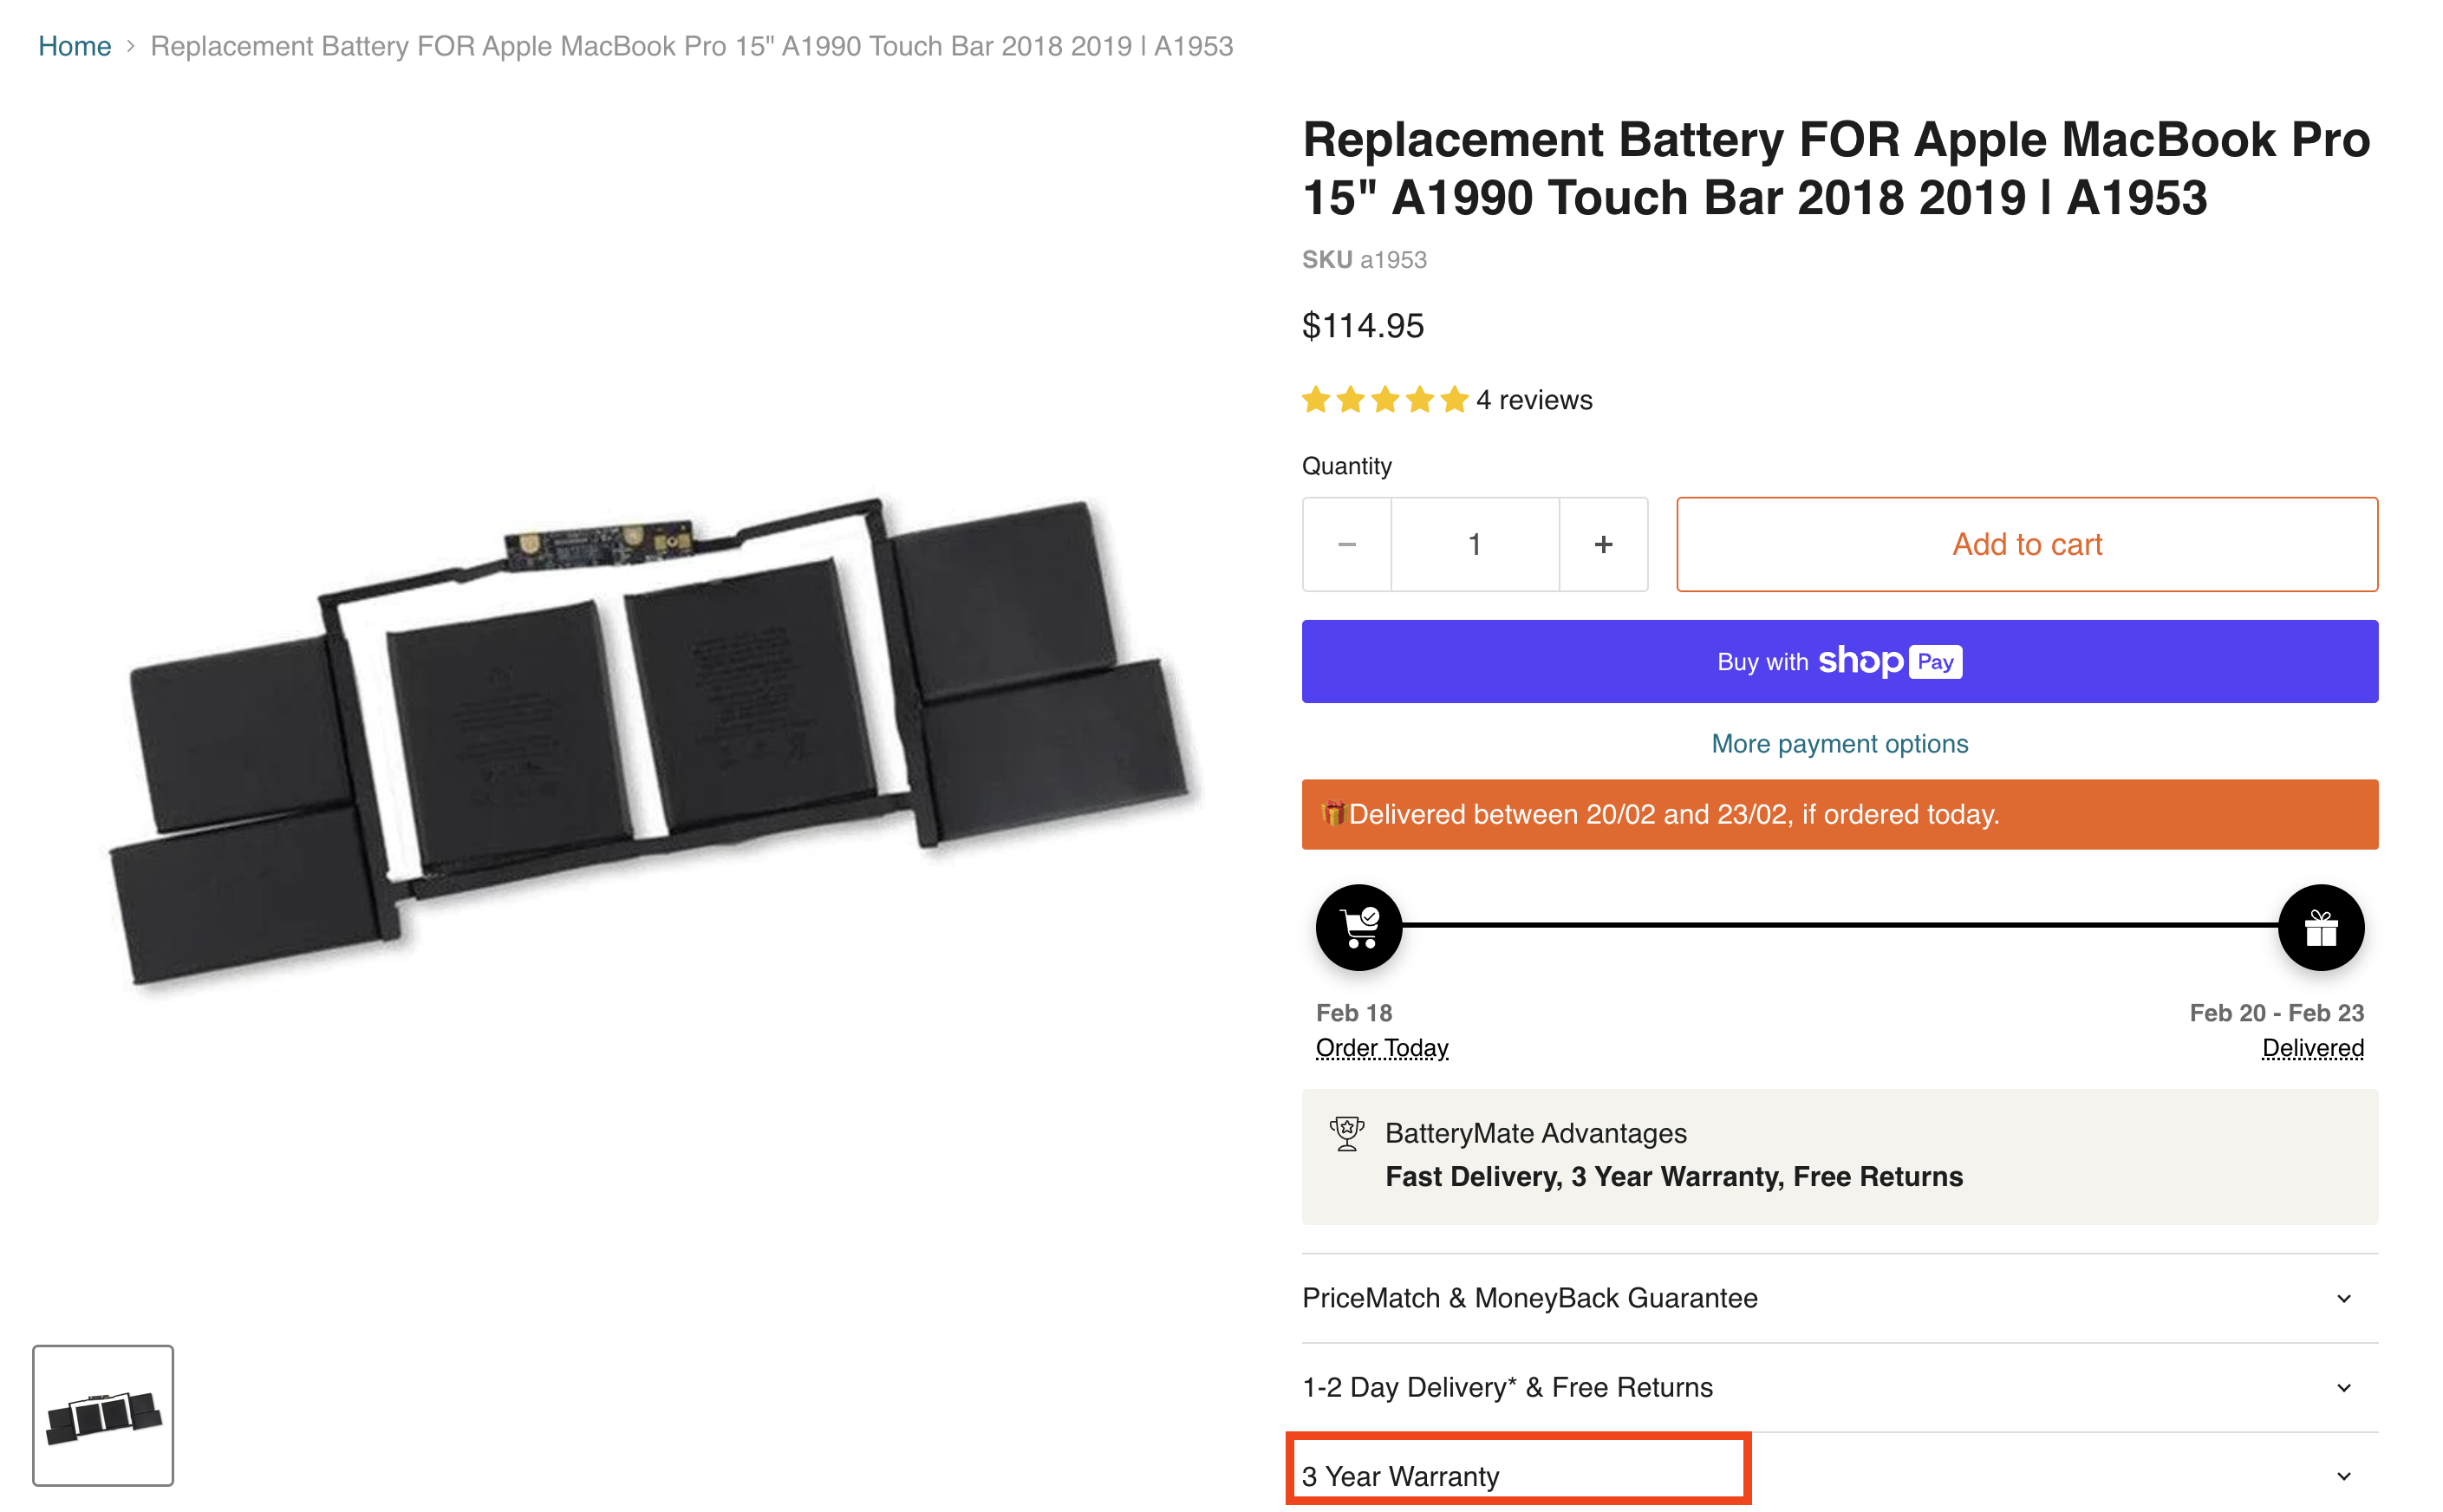 Home > Replacement Battery FOR Apple MacBook Pro 15" A1990 Touch Bar 2018 2019 | A1953
Replacement Battery FOR Apple MacBook Pro
15" A1990 Touch Bar 2018 2019 | A1953
SKU a1953
$114.95
4 reviews
Quantity
− 1 +
Add to cart
Buy with shop Pay
More payment options
🎁Delivered between 20/02 and 23/02, if ordered today.
Feb 18
Order Today
Feb 20 - Feb 23
Delivered
BatteryMate Advantages
Fast Delivery, 3 Year Warranty, Free Returns
PriceMatch & MoneyBack Guarantee
1-2 Day Delivery* & Free Returns
3 Year Warranty